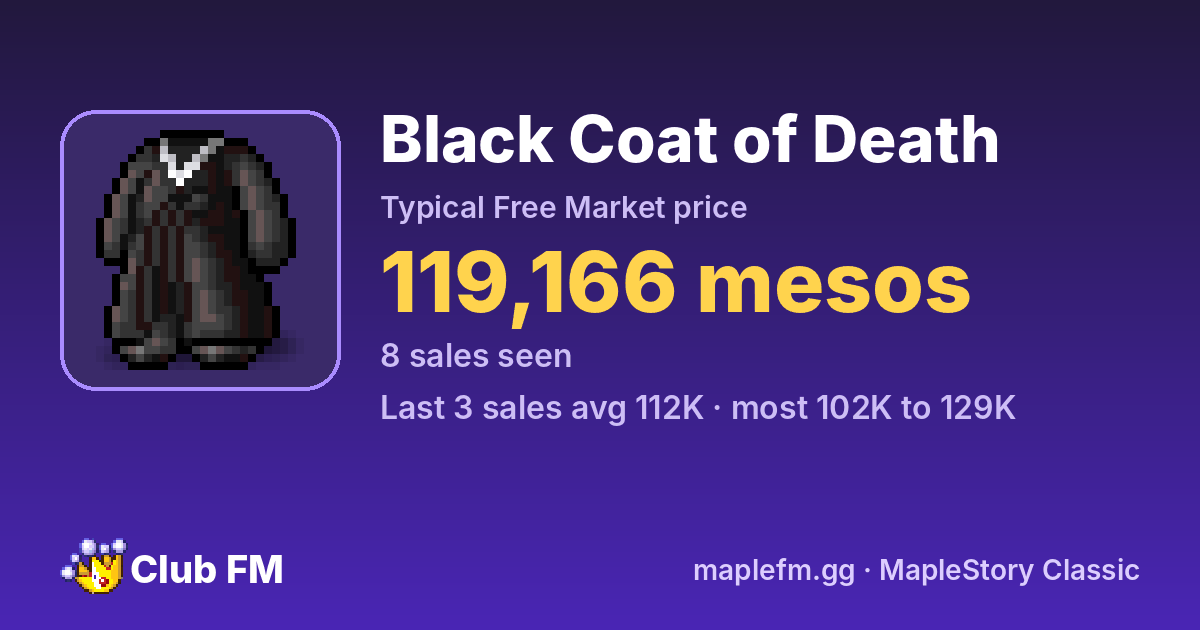 Black Coat of Death
Typical Free Market price
119,166 mesos
8 sales seen
Last 3 sales avg 112K · most 102K to 129K
Club FM
maplefm.gg · MapleStory Classic